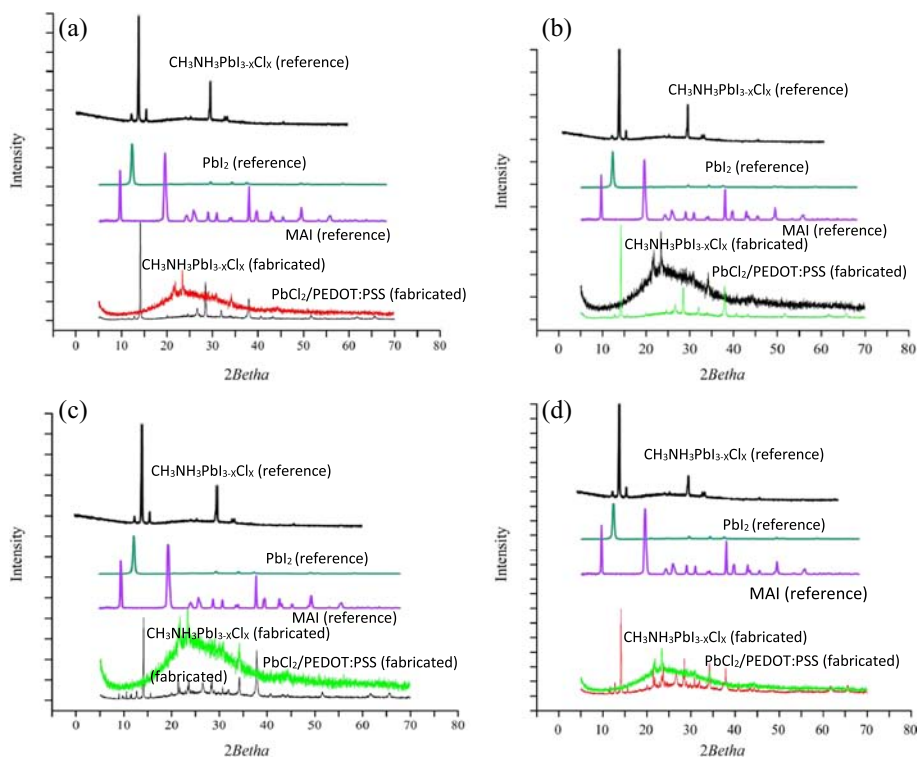 (a)
CH₃NH₃PbI₃₋ₓClₓ (reference)
PbI₂ (reference)
MAI (reference)
CH₃NH₃PbI₃₋ₓClₓ (fabricated)
PbCl₂/PEDOT:PSS (fabricated)
Intensity
0 10 20 30 40 50 60 70 80
2Betha
(b)
CH₃NH₃PbI₃₋ₓClₓ (reference)
PbI₂ (reference)
MAI (reference)
CH₃NH₃PbI₃₋ₓClₓ (fabricated)
PbCl₂/PEDOT:PSS (fabricated)
Intensity
0 10 20 30 40 50 60 70 80
2Betha
(c)
CH₃NH₃PbI₃₋ₓClₓ (reference)
PbI₂ (reference)
MAI (reference)
CH₃NH₃PbI₃₋ₓClₓ (fabricated)
PbCl₂/PEDOT:PSS (fabricated)
(fabricated)
Intensity
0 10 20 30 40 50 60 70 80
2Betha
(d)
CH₃NH₃PbI₃₋ₓClₓ (reference)
PbI₂ (reference)
MAI (reference)
CH₃NH₃PbI₃₋ₓClₓ (fabricated)
PbCl₂/PEDOT:PSS (fabricated)
Intensity
0 10 20 30 40 50 60 70 80
2Betha